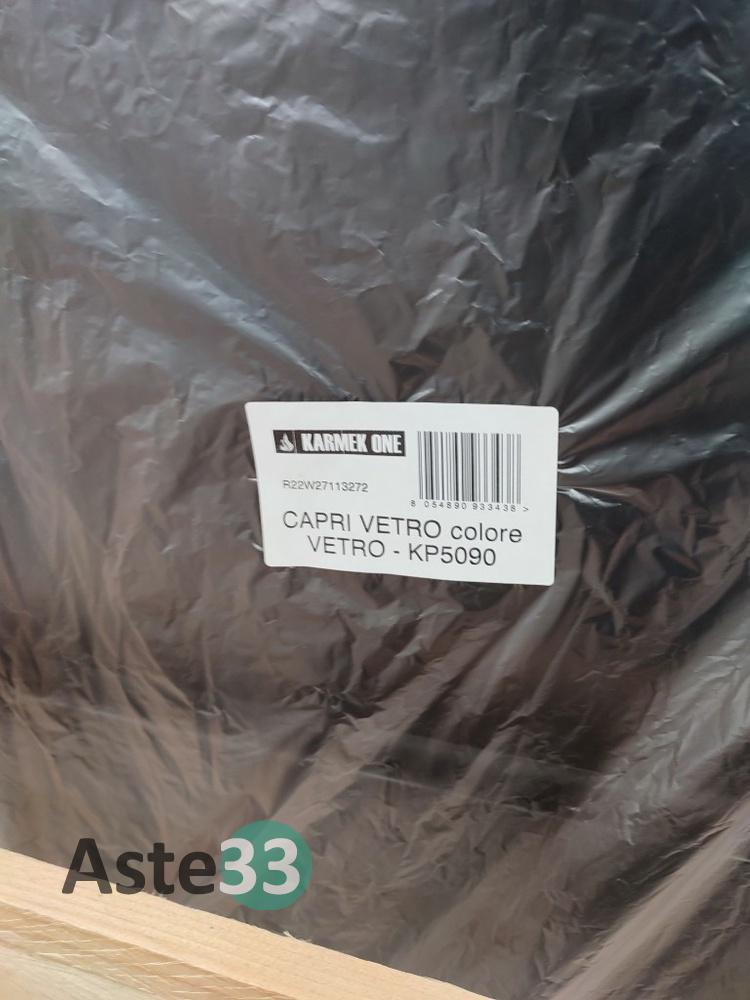 KARMEK ONE
R22W27113272
8 054890 933438 >
CAPRI VETRO colore
VETRO - KP5090
Aste33